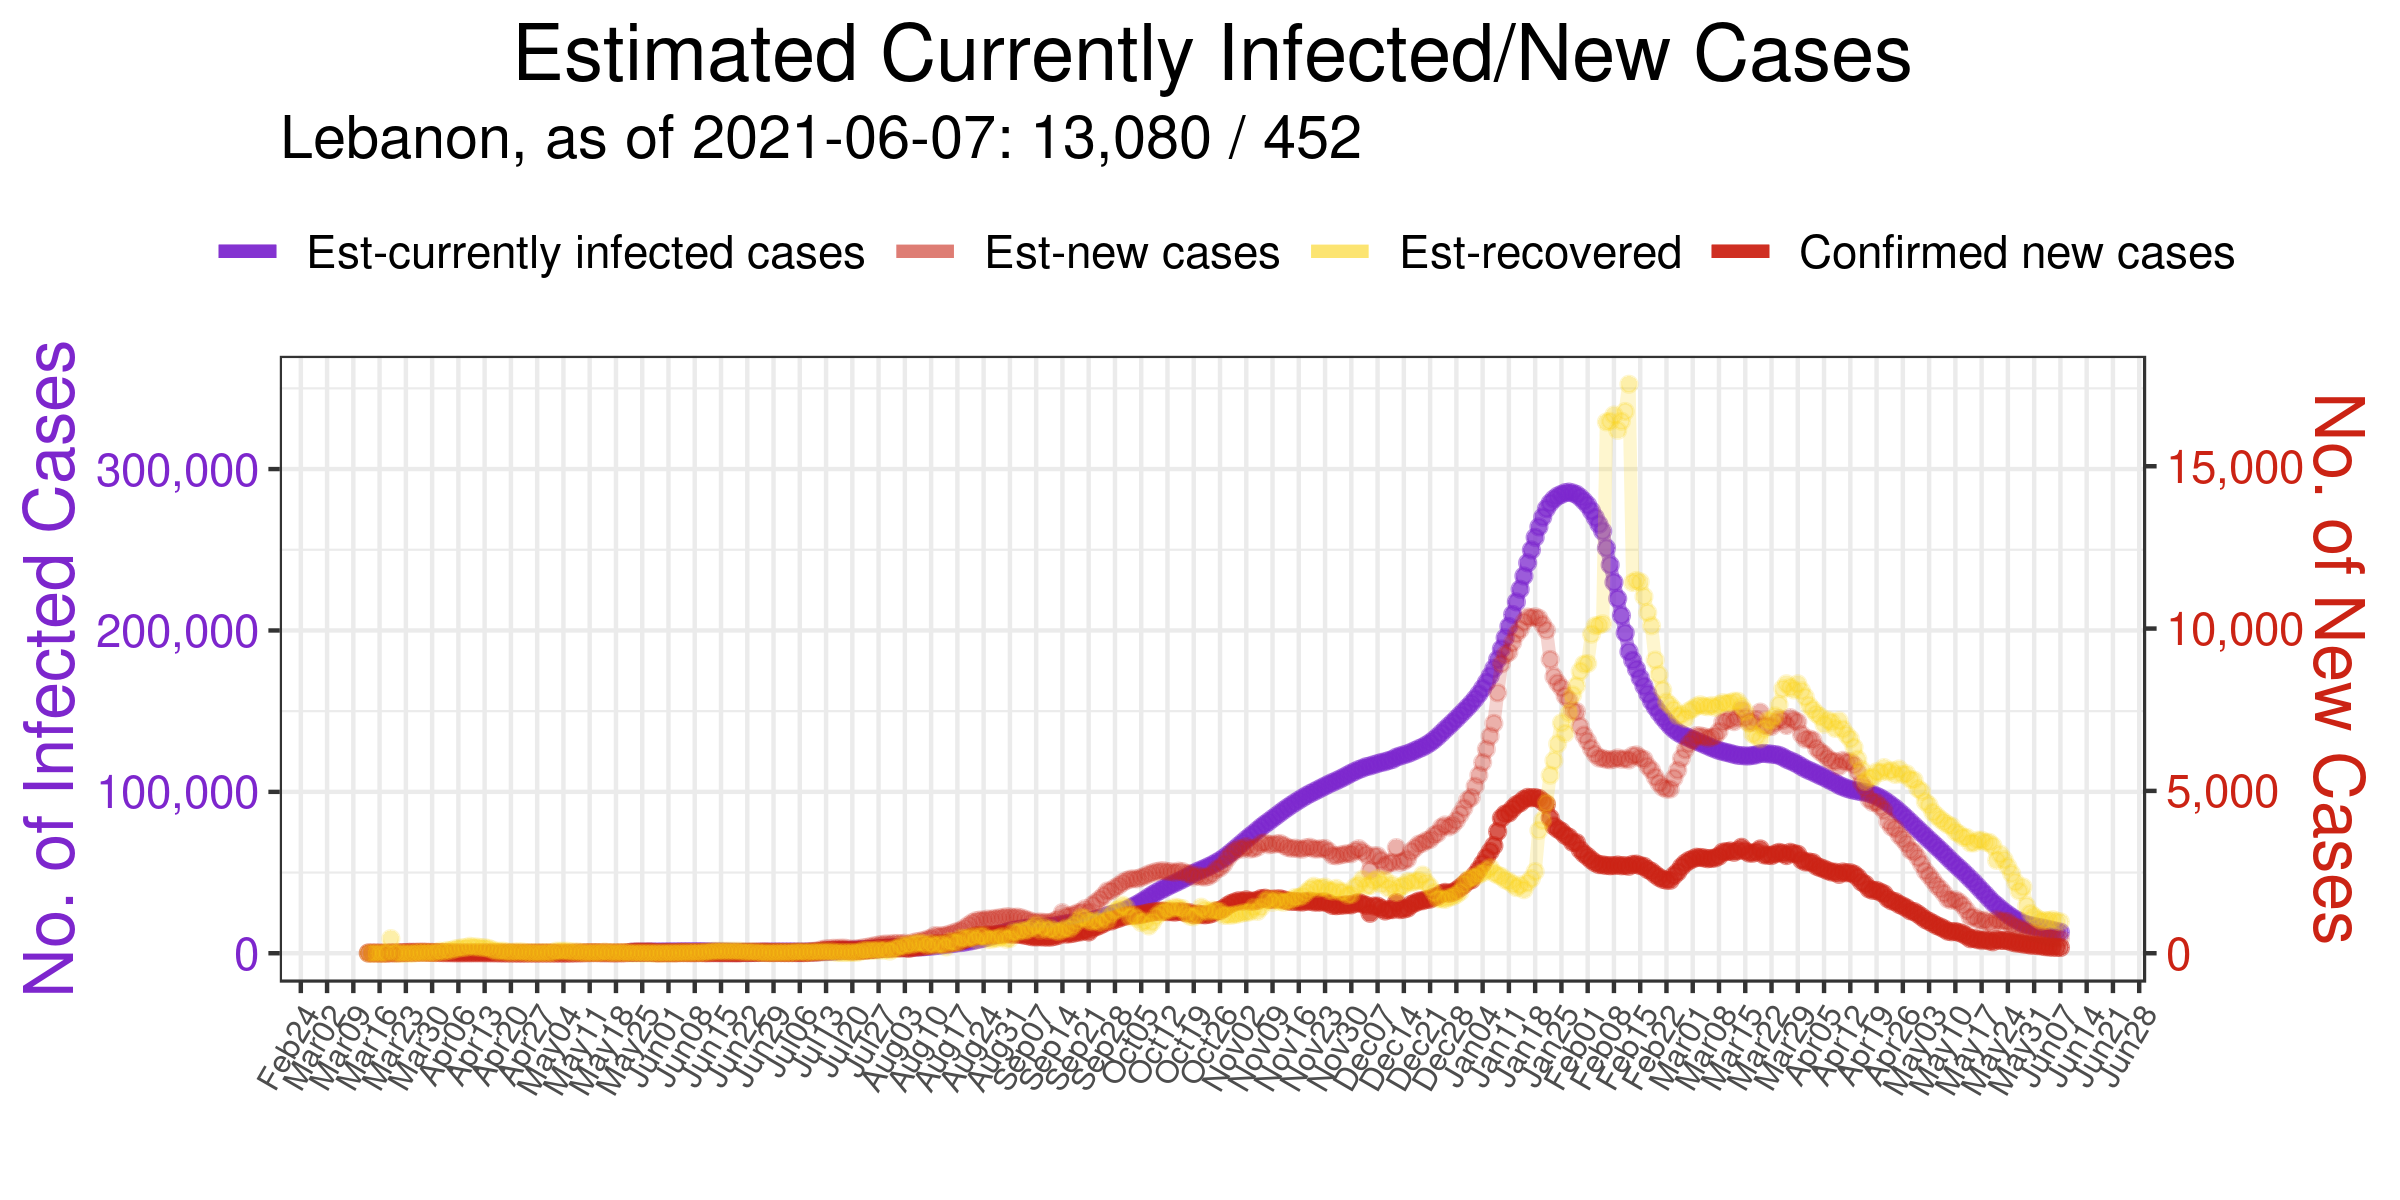 Estimated Currently Infected/New Cases
Lebanon, as of 2021-06-07: 13,080 / 452
Est-currently infected cases Est-new cases Est-recovered Confirmed new cases
No. of Infected Cases
300,000
200,000
100,000
0
15,000
10,000
5,000
0
No. of New Cases
Feb24
Mar02
Mar09
Mar16
Mar23
Mar30
Apr06
Apr13
Apr20
Apr27
May04
May11
May18
May25
Jun01
Jun08
Jun15
Jun22
Jun29
Jul06
Jul13
Jul20
Jul27
Aug03
Aug10
Aug17
Aug24
Aug31
Sep07
Sep14
Sep21
Sep28
Oct05
Oct12
Oct19
Oct26
Nov02
Nov09
Nov16
Nov23
Nov30
Dec07
Dec14
Dec21
Dec28
Jan04
Jan11
Jan18
Jan25
Feb01
Feb08
Feb15
Feb22
Mar01
Mar08
Mar15
Mar22
Mar29
Apr05
Apr12
Apr19
Apr26
May03
May10
May17
May24
May31
Jun07
Jun14
Jun21
Jun28